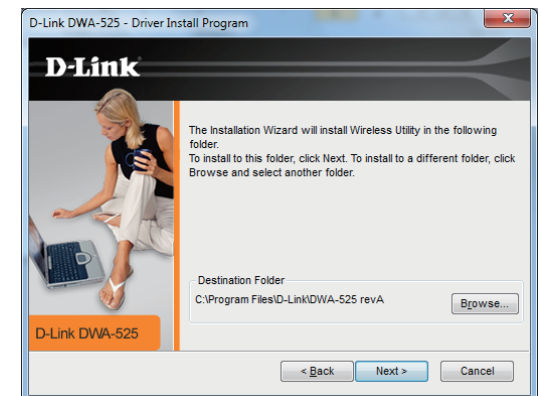 D-Link DWA-525 - Driver Install Program
D-Link
The Installation Wizard will install Wireless Utility in the following
folder.
To install to this folder, click Next. To install to a different folder, click
Browse and select another folder.
Destination Folder
C:\Program Files\D-Link\DWA-525 revA
Browse...
D-Link DWA-525
< Back
Next >
Cancel